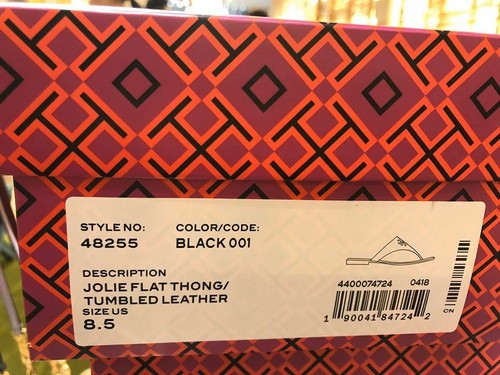 STYLE NO: COLOR/CODE:
48255 BLACK 001
DESCRIPTION
JOLIE FLAT THONG/
TUMBLED LEATHER
SIZE US
8.5
4400074724 0418
1 90041 84724 2
CN